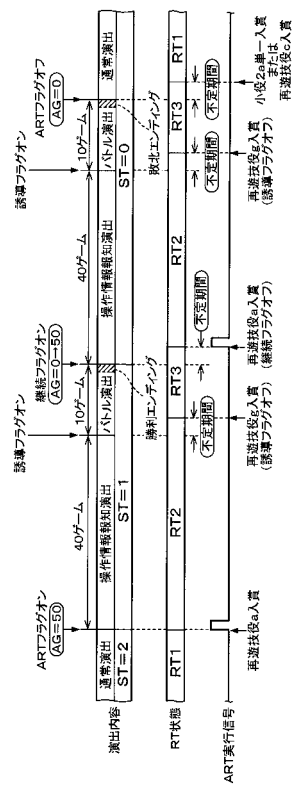 ARTフラグオン
AG=50
誘導フラグオン
継続フラグオン
AG=0→50
誘導フラグオン
ARTフラグオフ
AG=0
40ゲーム
10ゲーム
40ゲーム
10ゲーム
演出内容
通常演出
操作情報報知演出
バトル演出
操作情報報知演出
バトル演出
通常演出
ST=2
ST=1
ST=0
勝利エンディング
敗北エンディング
不定期間
不定期間
不定期間
不定期間
RT状態
RT1
RT2
RT3
RT2
RT3
RT1
ART実行信号
再遊技役a入賞
再遊技役g入賞
(誘導フラグオフ)
再遊技役a入賞
(継続フラグオフ)
再遊技役g入賞
(誘導フラグオフ)
小役2a単一入賞
または
再遊技役c入賞